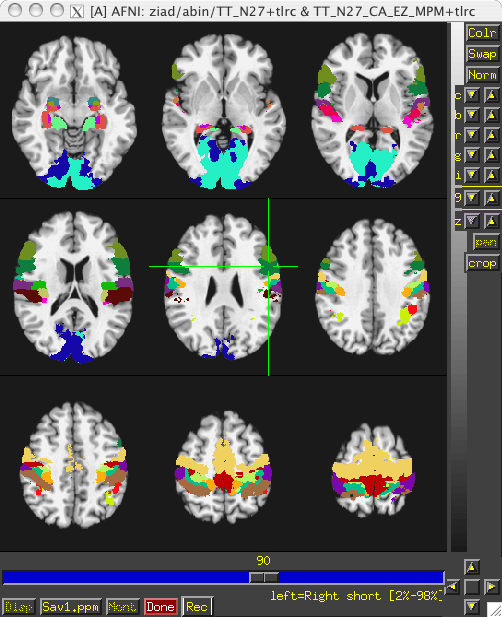 [A] AFNI: ziad/abin/TT_N27+tlrc & TT_N27_CA_EZ_MPM+tlrc
Colr
Swap
Norm
c
b
r
g
i
9
z
pan
crop
90
left=Right short [2%-98%]
Disp Sav1.ppm Mont Done Rec